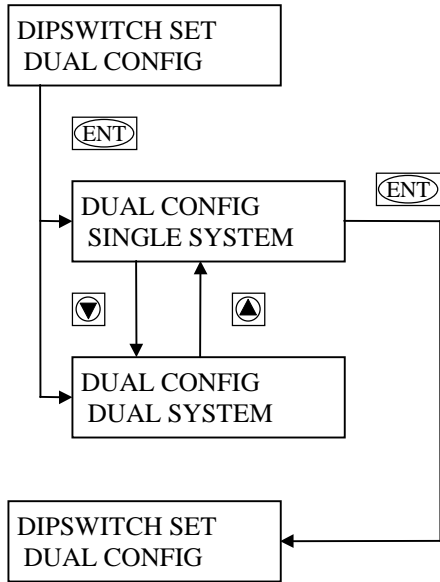 DIPSWITCH SET
DUAL CONFIG
ENT
ENT
DUAL CONFIG
SINGLE SYSTEM
DUAL CONFIG
DUAL SYSTEM
DIPSWITCH SET
DUAL CONFIG